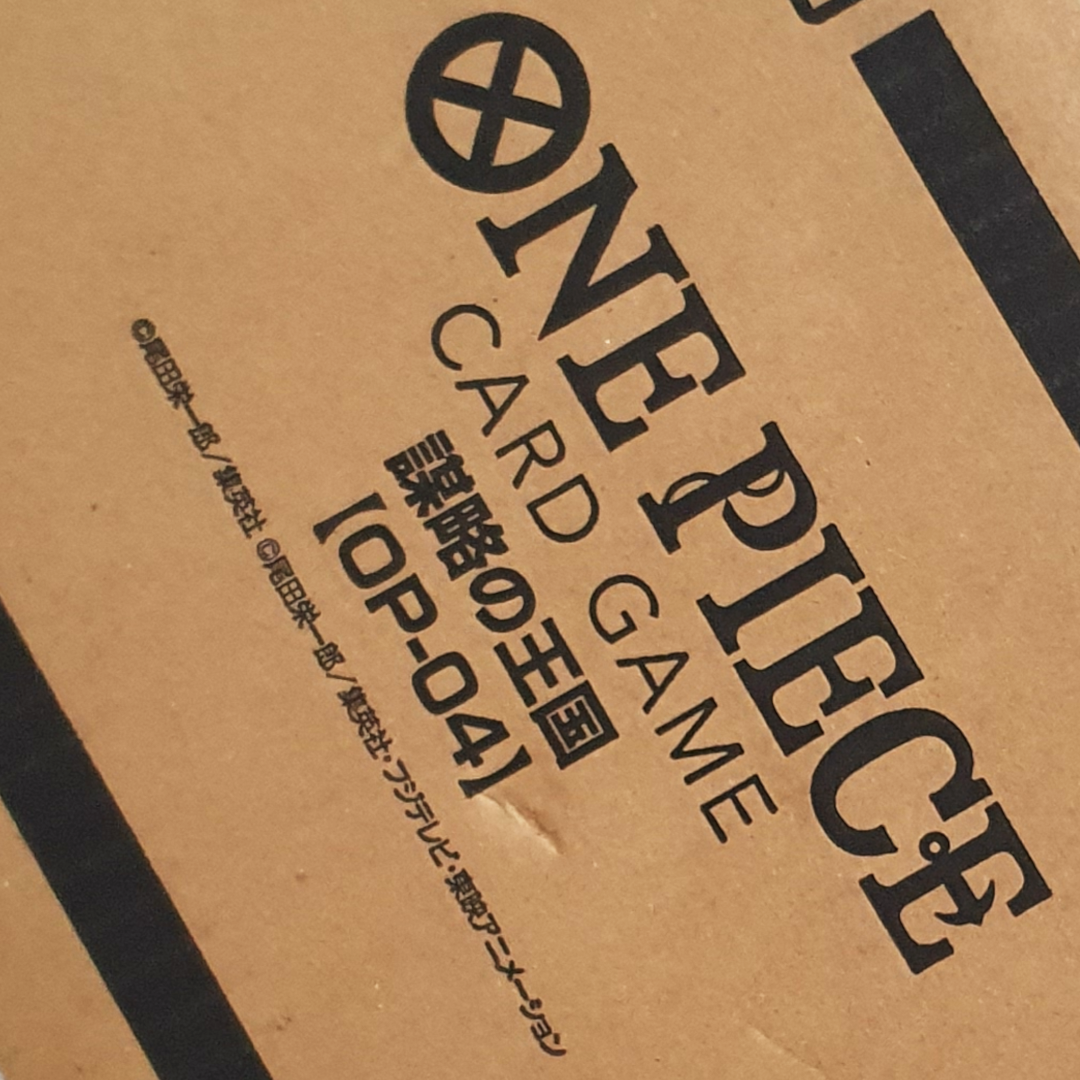 ONE PIECE
CARD GAME
謀略の王国
【OP-04】
©尾田栄一郎/集英社 ©尾田栄一郎/集英社・フジテレビ・東映アニメーション